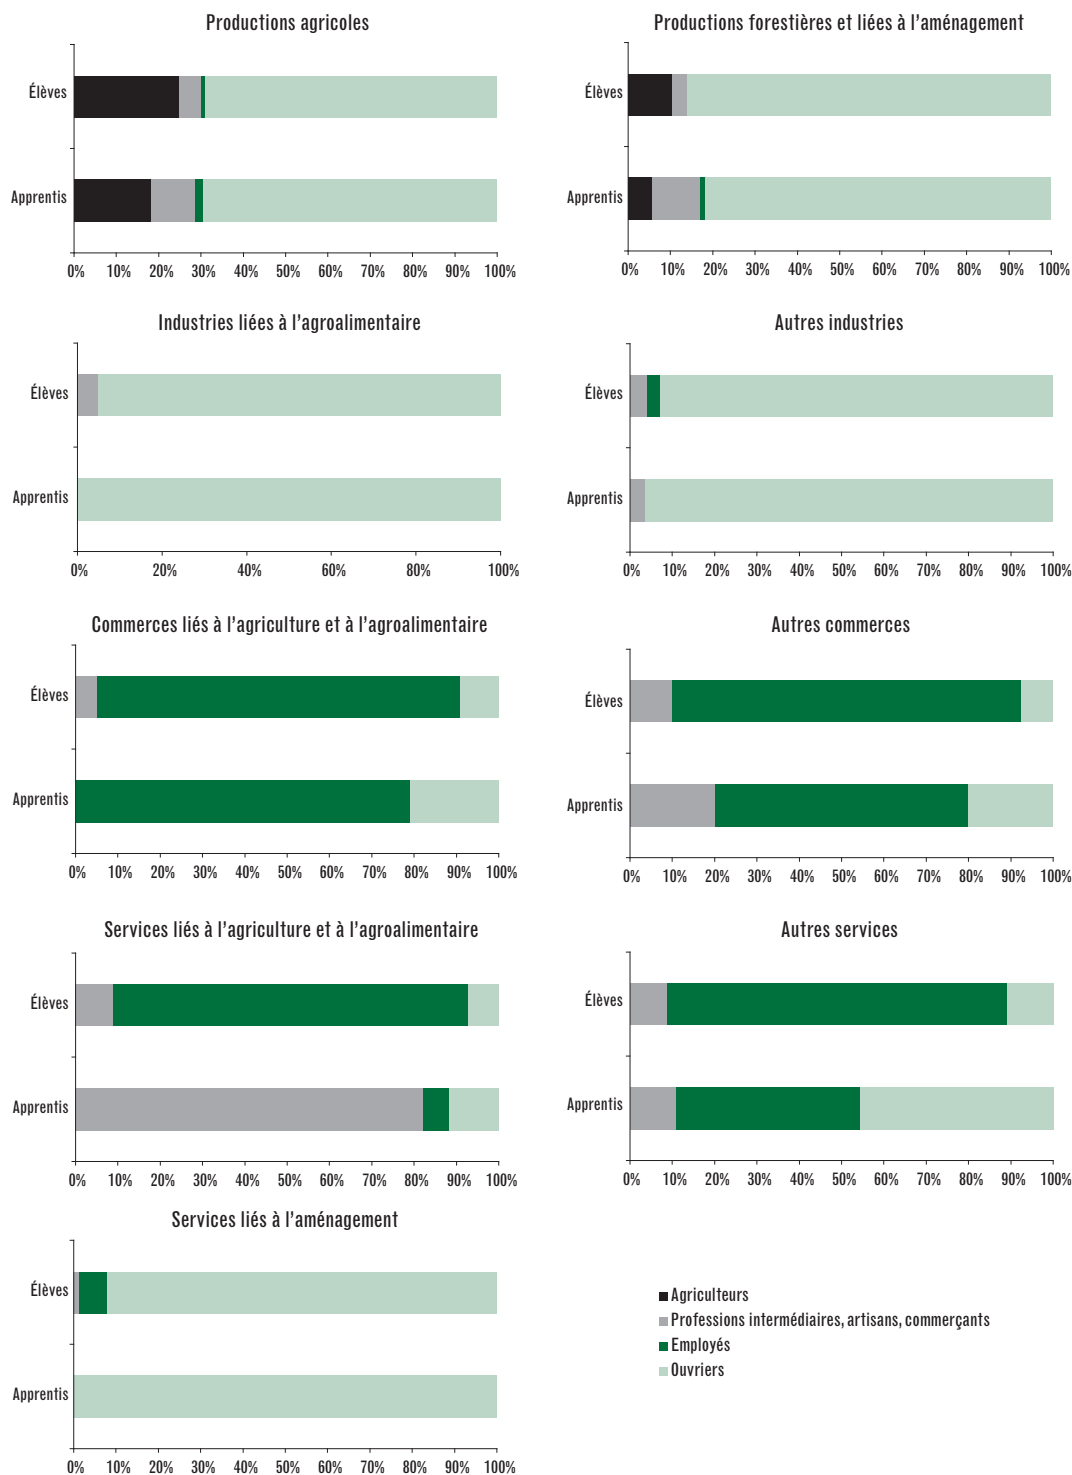 Productions agricoles
Élèves
Apprentis
0% 10% 20% 30% 40% 50% 60% 70% 80% 90% 100%
Productions forestières et liées à l'aménagement
Élèves
Apprentis
0% 10% 20% 30% 40% 50% 60% 70% 80% 90% 100%
Industries liées à l'agroalimentaire
Élèves
Apprentis
0% 20% 40% 60% 80% 100%
Autres industries
Élèves
Apprentis
0% 10% 20% 30% 40% 50% 60% 70% 80% 90% 100%
Commerces liés à l'agriculture et à l'agroalimentaire
Élèves
Apprentis
0% 10% 20% 30% 40% 50% 60% 70% 80% 90% 100%
Autres commerces
Élèves
Apprentis
0% 10% 20% 30% 40% 50% 60% 70% 80% 90% 100%
Services liés à l'agriculture et à l'agroalimentaire
Élèves
Apprentis
0% 10% 20% 30% 40% 50% 60% 70% 80% 90% 100%
Autres services
Élèves
Apprentis
0% 10% 20% 30% 40% 50% 60% 70% 80% 90% 100%
Services liés à l'aménagement
Élèves
Apprentis
0% 10% 20% 30% 40% 50% 60% 70% 80% 90% 100%
Agriculteurs
Professions intermédiaires, artisans, commerçants
Employés
Ouvriers